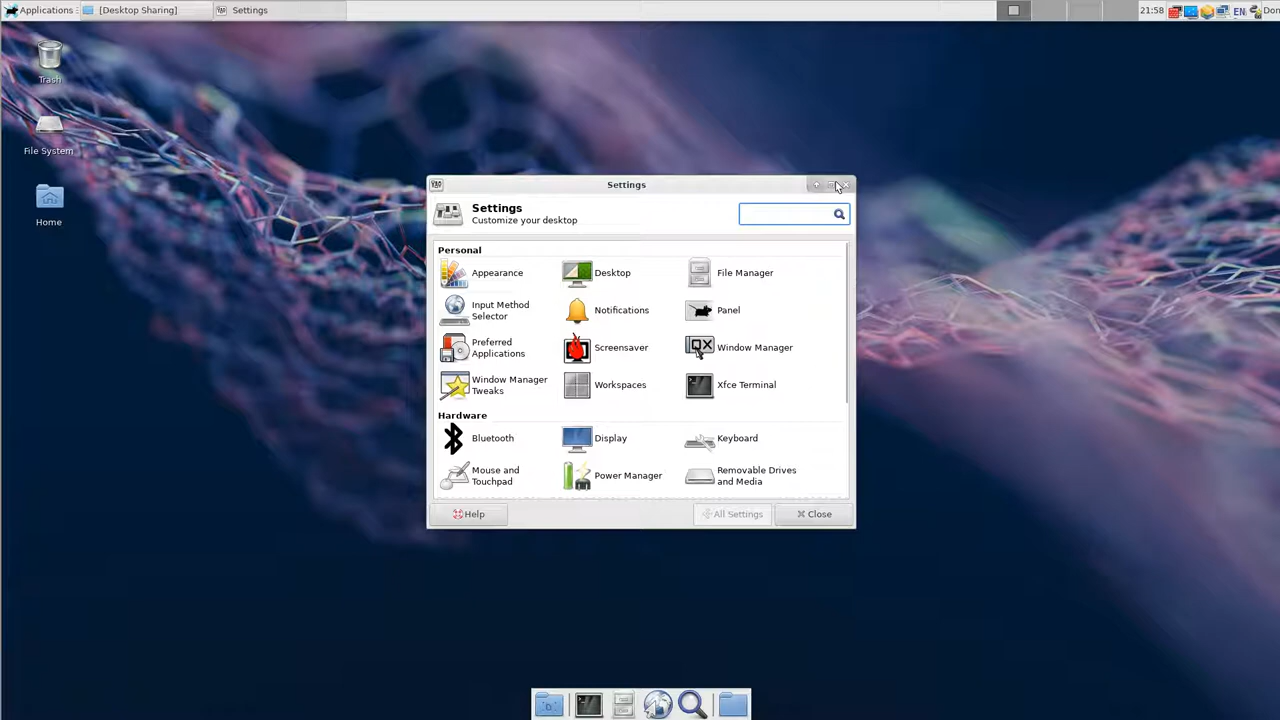 Applications
[Desktop Sharing]
Settings
21:58
EN
Don
Trash
File System
Home
Settings
Settings
Customize your desktop
Personal
Appearance
Desktop
File Manager
Input Method
Selector
Notifications
Panel
Preferred
Applications
Screensaver
Window Manager
Window Manager
Tweaks
Workspaces
Xfce Terminal
Hardware
Bluetooth
Display
Keyboard
Mouse and
Touchpad
Power Manager
Removable Drives
and Media
Help
All Settings
Close